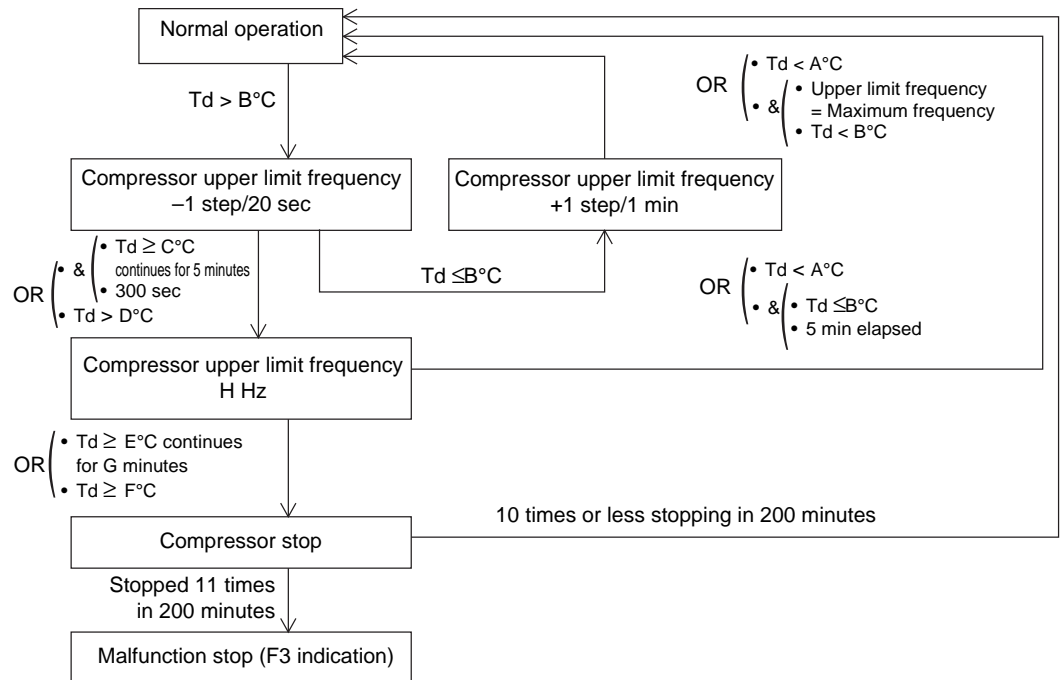 Normal operation
Td > B°C
OR
• Td < A°C
• &
• Upper limit frequency
= Maximum frequency
• Td < B°C
Compressor upper limit frequency
–1 step/20 sec
Compressor upper limit frequency
+1 step/1 min
OR
• &
• Td ≥ C°C
continues for 5 minutes
• 300 sec
• Td > D°C
Td ≤B°C
OR
• Td < A°C
• &
• Td ≤B°C
• 5 min elapsed
Compressor upper limit frequency
H Hz
OR
• Td ≥ E°C continues
for G minutes
• Td ≥ F°C
10 times or less stopping in 200 minutes
Compressor stop
Stopped 11 times
in 200 minutes
Malfunction stop (F3 indication)